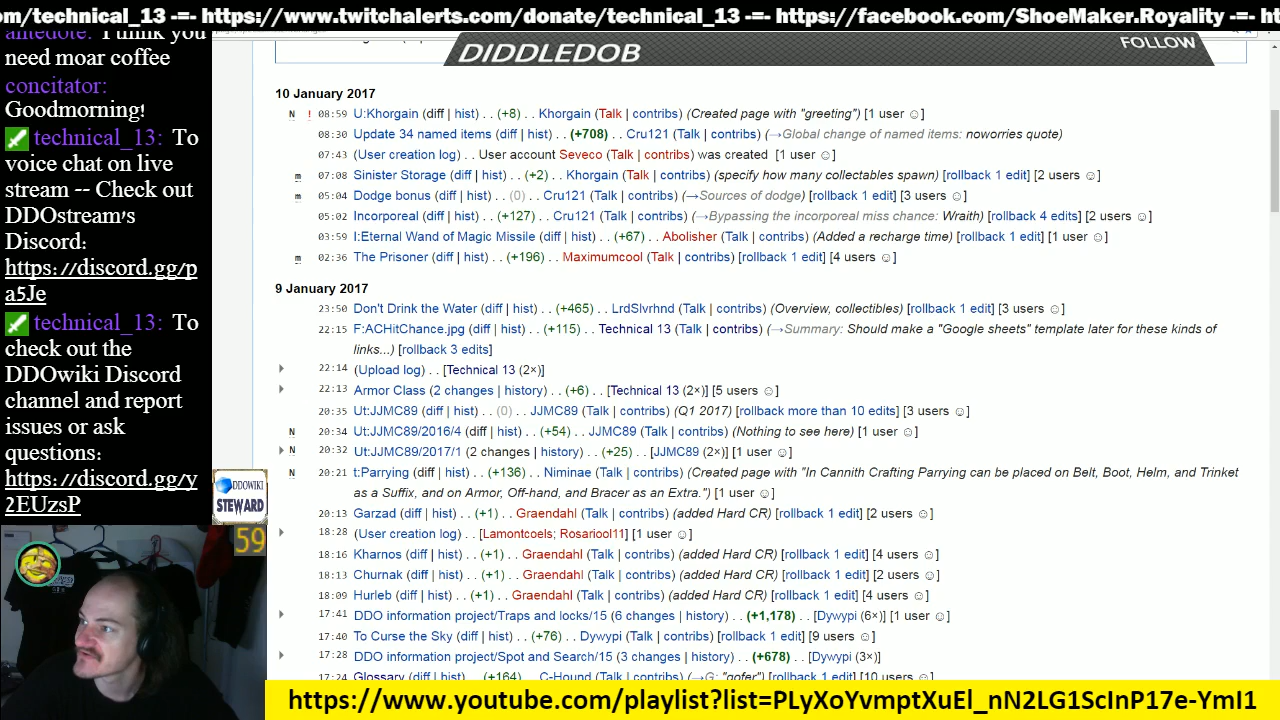 om/technical_13 -=- https://www.twitchalerts.com/donate/technical_13 -=- https://facebook.com/ShoeMaker.Royality -=- ht
antedote: I think you
need moar coffee
concitator:
Goodmorning!
technical_13: To
voice chat on live
stream -- Check out
DDOstream's
Discord:
https://discord.gg/p
a5Je
technical_13: To
check out the
DDOwiki Discord
channel and report
issues or ask
questions:
https://discord.gg/y
2EUzsP
DDOWIKI
STEWARD
59
DIDDLEDOB
FOLLOW
10 January 2017
N ! 08:59 U:Khorgain (diff | hist) . . (+8) . . Khorgain (Talk | contribs) (Created page with "greeting") [1 user ☺]
08:30 Update 34 named items (diff | hist) . . (+708) . . Cru121 (Talk | contribs) (→Global change of named items: noworries quote)
07:43 (User creation log) . . User account Seveco (Talk | contribs) was created [1 user ☺]
m 07:08 Sinister Storage (diff | hist) . . (+2) . . Khorgain (Talk | contribs) (specify how many collectables spawn) [rollback 1 edit] [2 users ☺]
m 05:04 Dodge bonus (diff | hist) . . (0) . . Cru121 (Talk | contribs) (→Sources of dodge) [rollback 1 edit] [3 users ☺]
05:02 Incorporeal (diff | hist) . . (+127) . . Cru121 (Talk | contribs) (→Bypassing the incorporeal miss chance: Wraith) [rollback 4 edits] [2 users ☺]
03:59 I:Eternal Wand of Magic Missile (diff | hist) . . (+67) . . Abolisher (Talk | contribs) (Added a recharge time) [rollback 1 edit] [1 user ☺]
m 02:36 The Prisoner (diff | hist) . . (+196) . . Maximumcool (Talk | contribs) [rollback 1 edit] [4 users ☺]
9 January 2017
23:50 Don't Drink the Water (diff | hist) . . (+465) . . LrdSlvrhnd (Talk | contribs) (Overview, collectibles) [rollback 1 edit] [3 users ☺]
22:15 F:ACHitChance.jpg (diff | hist) . . (+115) . . Technical 13 (Talk | contribs) (→Summary: Should make a "Google sheets" template later for these kinds of
links...) [rollback 3 edits]
22:14 (Upload log) . . [Technical 13 (2×)]
22:13 Armor Class (2 changes | history) . . (+6) . . [Technical 13 (2×)] [5 users ☺]
20:35 Ut:JJMC89 (diff | hist) . . (0) . . JJMC89 (Talk | contribs) (Q1 2017) [rollback more than 10 edits] [3 users ☺]
N 20:34 Ut:JJMC89/2016/4 (diff | hist) . . (+54) . . JJMC89 (Talk | contribs) (Nothing to see here) [1 user ☺]
N 20:32 Ut:JJMC89/2017/1 (2 changes | history) . . (+25) . . [JJMC89 (2×)] [1 user ☺]
N 20:21 t:Parrying (diff | hist) . . (+136) . . Niminae (Talk | contribs) (Created page with "In Cannith Crafting Parrying can be placed on Belt, Boot, Helm, and Trinket
as a Suffix, and on Armor, Off-hand, and Bracer as an Extra.") [1 user ☺]
20:13 Garzad (diff | hist) . . (+1) . . Graendahl (Talk | contribs) (added Hard CR) [rollback 1 edit] [2 users ☺]
18:28 (User creation log) . . [Lamontcoels; Rosariool11] [1 user ☺]
18:16 Kharnos (diff | hist) . . (+1) . . Graendahl (Talk | contribs) (added Hard CR) [rollback 1 edit] [4 users ☺]
18:13 Churnak (diff | hist) . . (+1) . . Graendahl (Talk | contribs) (added Hard CR) [rollback 1 edit] [2 users ☺]
18:09 Hurleb (diff | hist) . . (+1) . . Graendahl (Talk | contribs) (added Hard CR) [rollback 1 edit] [4 users ☺]
17:41 DDO information project/Traps and locks/15 (6 changes | history) . . (+1,178) . . [Dywypi (6×)] [1 user ☺]
17:40 To Curse the Sky (diff | hist) . . (+76) . . Dywypi (Talk | contribs) [rollback 1 edit] [9 users ☺]
17:28 DDO information project/Spot and Search/15 (3 changes | history) . . (+678) . . [Dywypi (3×)]
17:24 Glossary (diff | hist) . . (+164) . . C-Hound (Talk | contribs) (→G: "gofer") [rollback 1 edit] [10 users ☺]
https://www.youtube.com/playlist?list=PLyXoYvmptXuEl_nN2LG1ScInP17e-YmI1